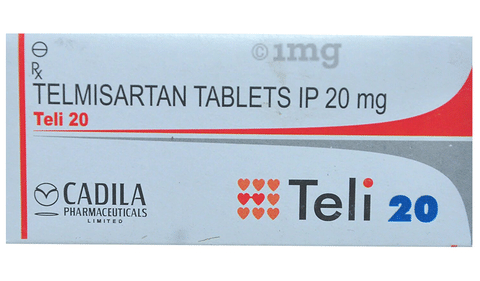 ©1mg
Rx
TELMISARTAN TABLETS IP 20 mg
Teli 20
CADILA
PHARMACEUTICALS
LIMITED
Teli 20